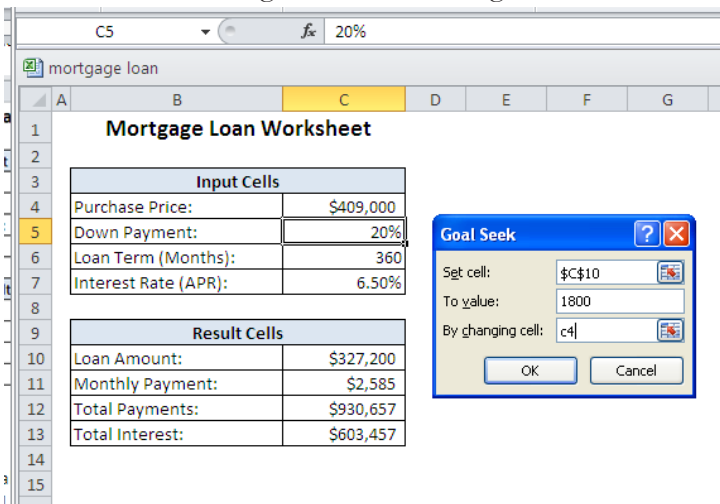 C5 fx 20%
mortgage loan
A B C D E F G
1 Mortgage Loan Worksheet
2
3 Input Cells
4 Purchase Price: $409,000
5 Down Payment: 20%
6 Loan Term (Months): 360
7 Interest Rate (APR): 6.50%
8
9 Result Cells
10 Loan Amount: $327,200
11 Monthly Payment: $2,585
12 Total Payments: $930,657
13 Total Interest: $603,457
14
15
Goal Seek ?
Set cell: $C$10
To value: 1800
By changing cell: c4
OK Cancel